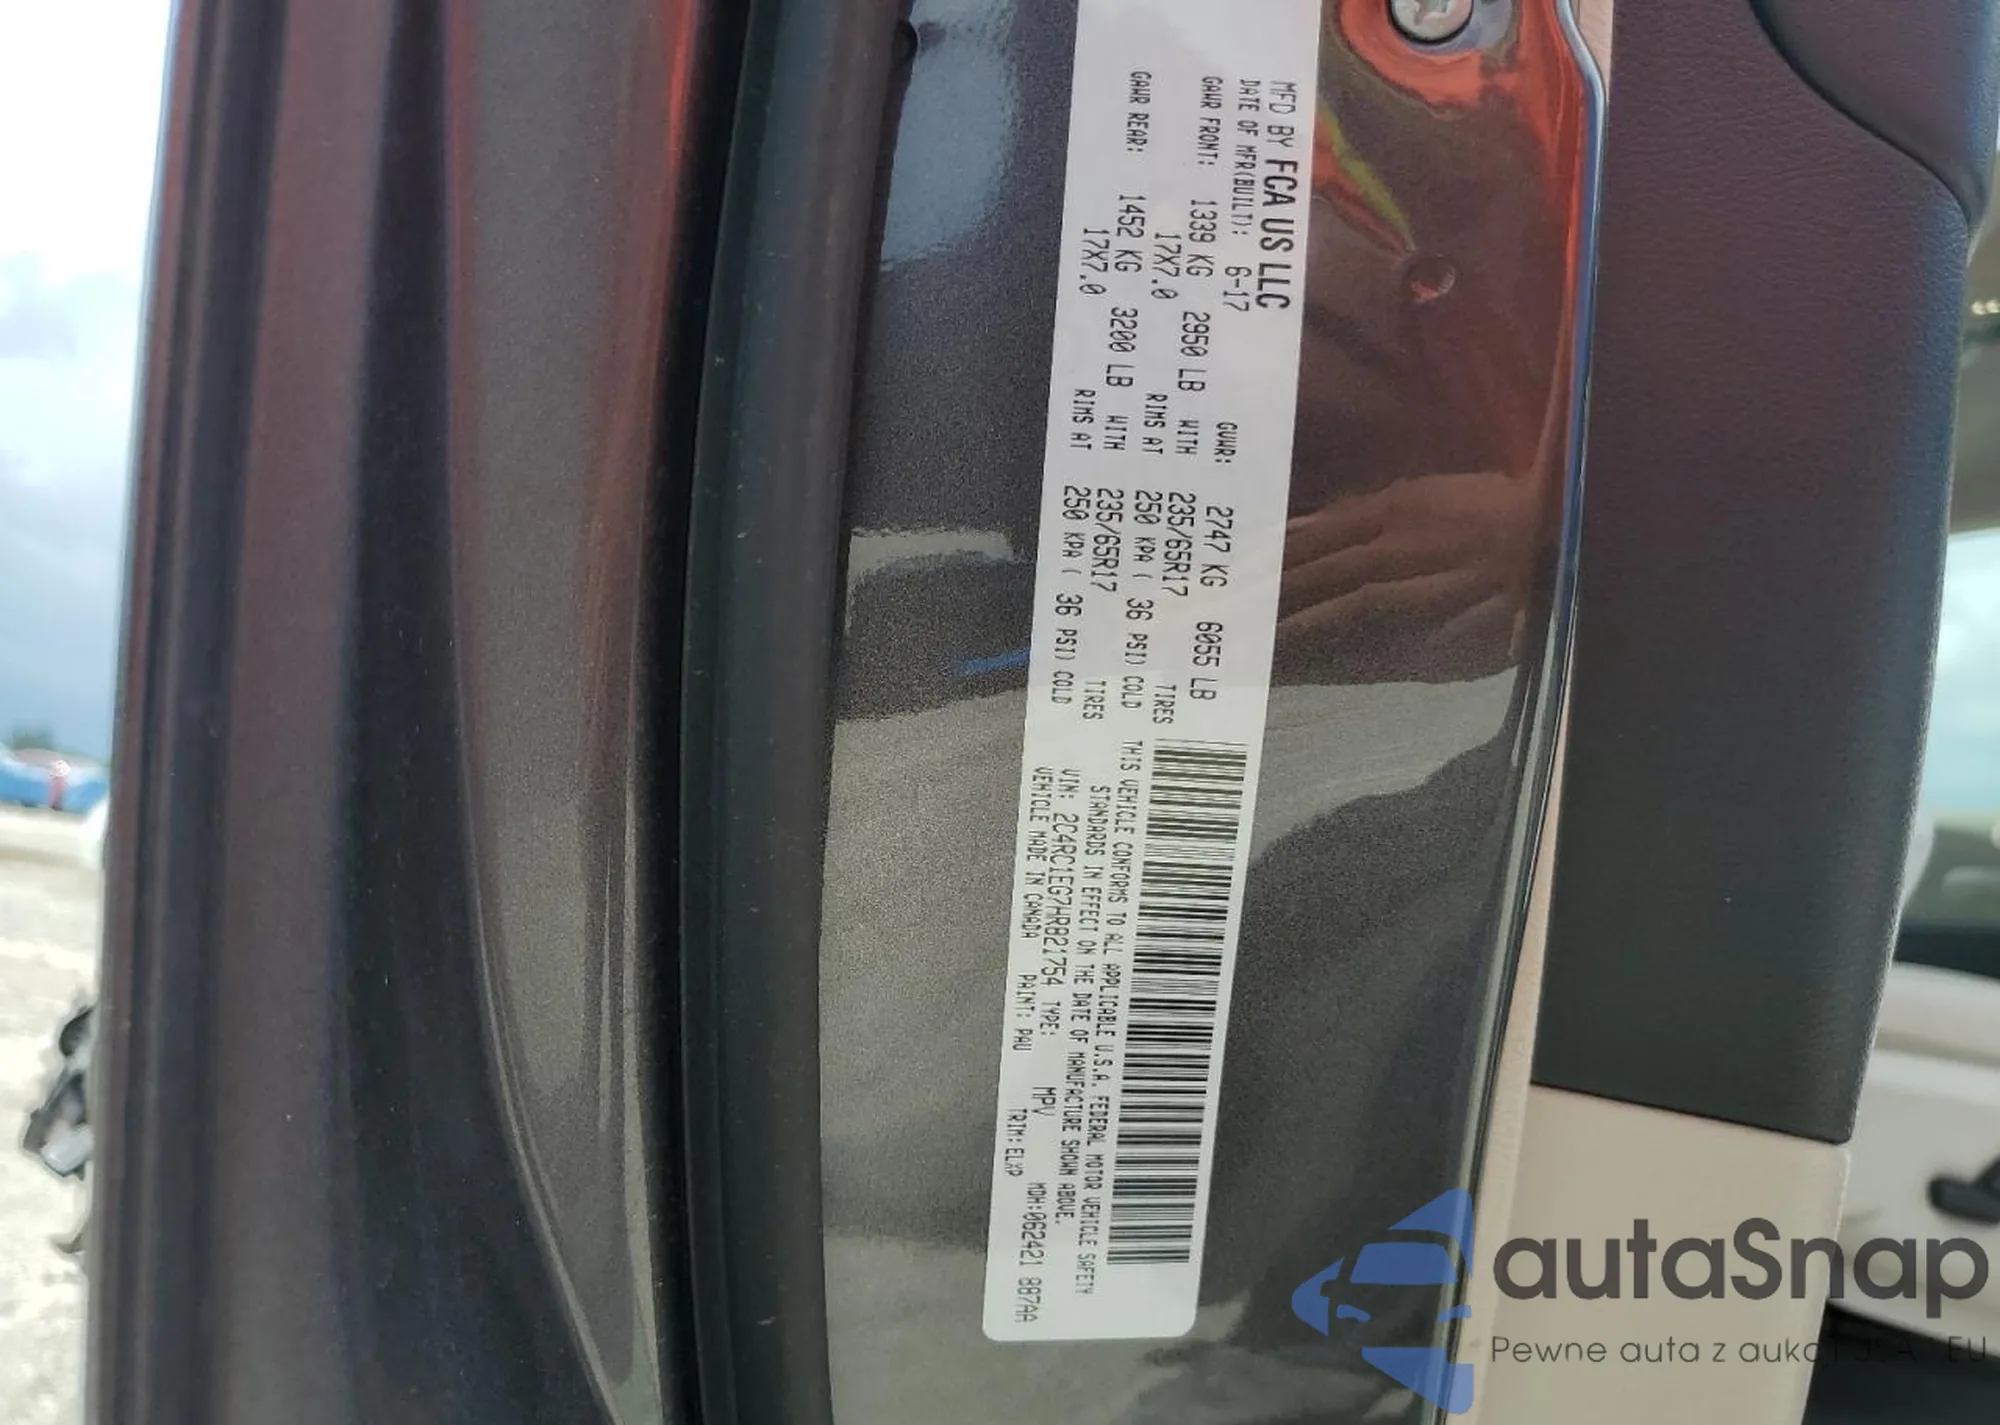 MFD BY FCA US LLC
DATE OF MFR(BUILT): 6-17 GVWR: 2747 KG 6055 LB
GAWR FRONT: 1339 KG 2950 LB WITH 235/65R17 TIRES
17X7.0 RIMS AT 250 KPA ( 36 PSI) COLD
GAWR REAR: 1452 KG 3200 LB WITH 235/65R17 TIRES
17X7.0 RIMS AT 250 KPA ( 36 PSI) COLD
THIS VEHICLE CONFORMS TO ALL APPLICABLE U.S.A. FEDERAL MOTOR VEHICLE SAFETY
STANDARDS IN EFFECT ON THE DATE OF MANUFACTURE SHOWN ABOVE.
VIN: 2C4RC1EG7HR821754 TYPE: MPV MDH:062421 887AA
VEHICLE MADE IN CANADA PAINT: PAU TRIM:ELXP
autaSnap
Pewne auta z aukcji U.S.A / EU